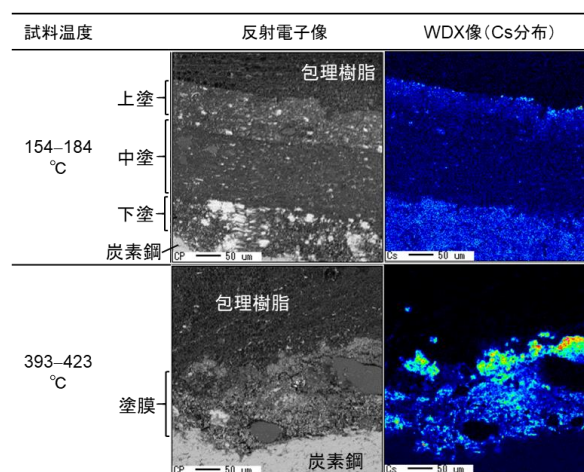 試料温度 反射電子像 WDX像(Cs分布)
包理樹脂
上塗
154–184
℃
中塗
下塗
炭素鋼
CP 50 um
Cs 50 um
包理樹脂
393–423
℃
塗膜
炭素鋼
CP 50 um
Cs 50 um